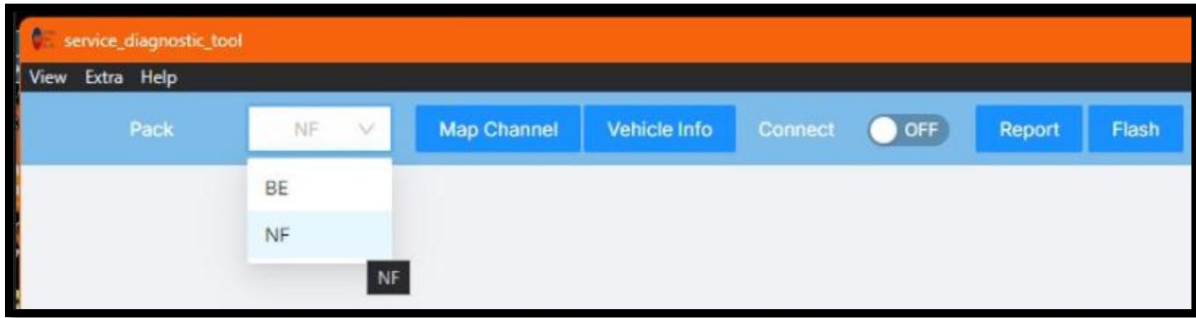 service_diagnostic_tool
View Extra Help
Pack NF Map Channel Vehicle Info Connect OFF Report Flash
BE
NF
NF